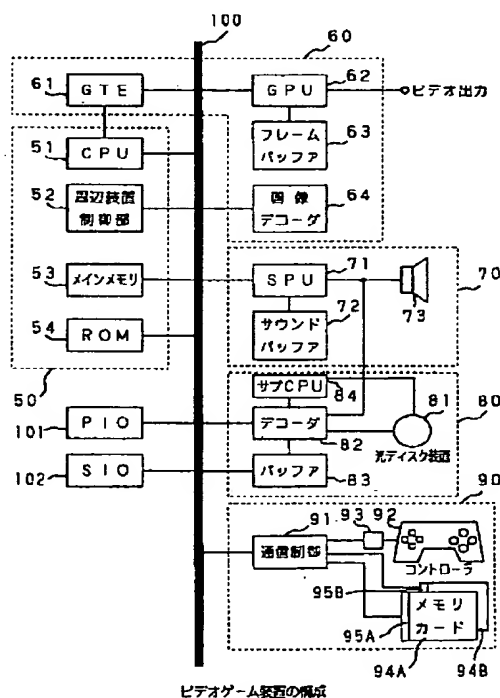 100
60
61
GTE
62
GPU
ビデオ出力
51
CPU
フレーム
バッファ
63
52
周辺装置
制御部
画像
デコーダ
64
53
メインメモリ
SPU
71
70
73
54
ROM
サウンド
バッファ
72
50
サブCPU
84
81
80
PIO
101
デコーダ
82
光ディスク装置
SIO
102
バッファ
83
90
91
93
92
通信制御
コントローラ
95B
メモリ
カード
95A
94A
94B
ビデオゲーム装置の構成